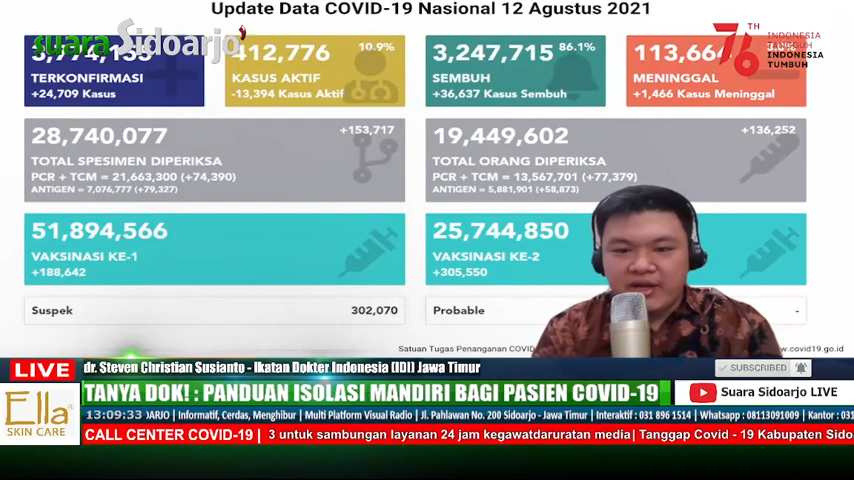 Update Data COVID-19 Nasional 12 Agustus 2021
suara Sidoarjo
76TH
INDONESIA
TANGGUH
INDONESIA
TUMBUH
TERKONFIRMASI
+24,709 Kasus
412,776
10.9%
KASUS AKTIF
-13,394 Kasus Aktif
3,247,715
86.1%
SEMBUH
+36,637 Kasus Sembuh
MENINGGAL
+1,466 Kasus Meninggal
28,740,077
+153,717
TOTAL SPESIMEN DIPERIKSA
PCR + TCM = 21,663,300 (+74,390)
ANTIGEN = 7,076,777 (+79,327)
19,449,602
+136,252
TOTAL ORANG DIPERIKSA
PCR + TCM = 13,567,701 (+77,379)
ANTIGEN = 5,881,901 (+58,873)
51,894,566
VAKSINASI KE-1
+188,642
25,744,850
VAKSINASI KE-2
+305,550
Suspek
302,070
Probable
-
Satuan Tugas Penanganan COVID
.covid19.go.id
LIVE
dr. Steven Christian Susianto - Ikatan Dokter Indonesia (IDI) Jawa Timur
SUBSCRIBED
TANYA DOK! : PANDUAN ISOLASI MANDIRI BAGI PASIEN COVID-19
Suara Sidoarjo LIVE
Ella
SKIN CARE
13:09:33
| Informatif, Cerdas, Menghibur | Multi Platform Visual Radio | Jl. Pahlawan No. 200 Sidoarjo - Jawa Timur | Interaktif : 031 896 1514 | Whatsapp : 08113091009 | Kantor : 031
CALL CENTER COVID-19 | 3 untuk sambungan layanan 24 jam kegawatdaruratan media| Tanggap Covid - 19 Kabupaten Sido